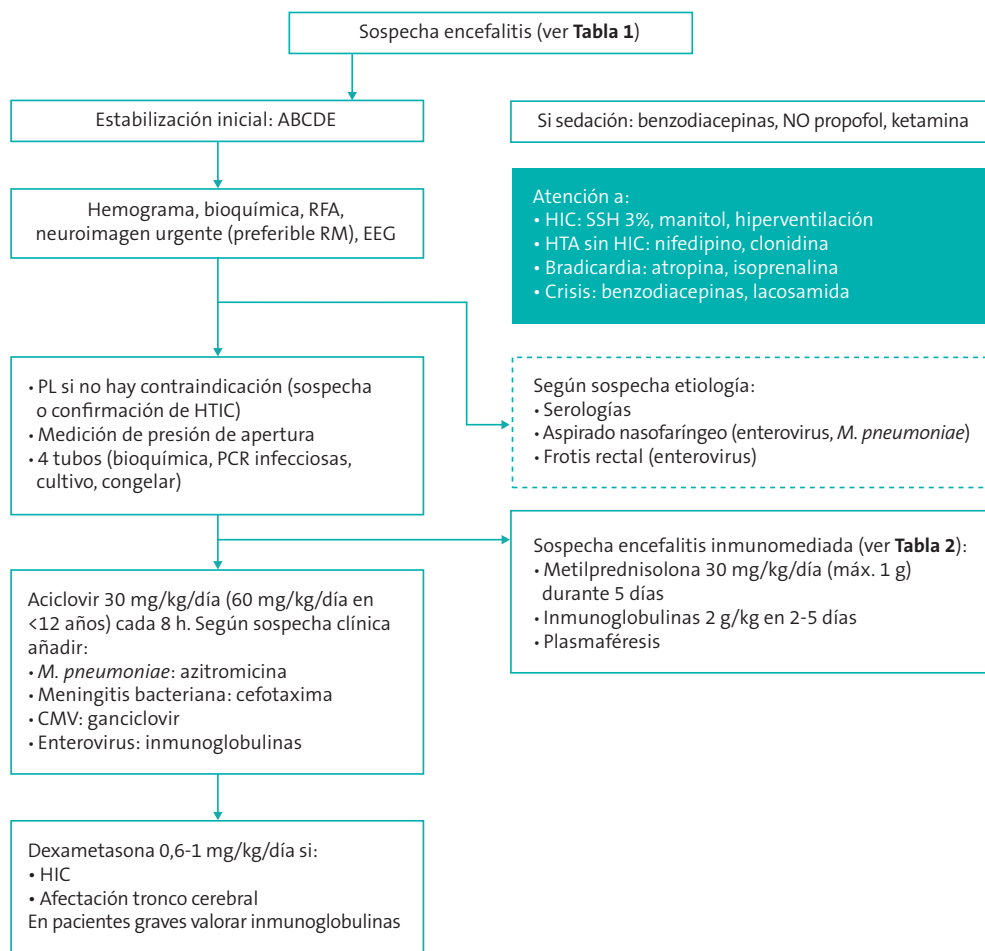 Sospecha encefalitis (ver Tabla 1)
Estabilización inicial: ABCDE
Si sedación: benzodiacepinas, NO propofol, ketamina
Hemograma, bioquímica, RFA,
neuroimagen urgente (preferible RM), EEG
Atención a:
• HIC: SSH 3%, manitol, hiperventilación
• HTA sin HIC: nifedipino, clonidina
• Bradicardia: atropina, isoprenalina
• Crisis: benzodiacepinas, lacosamida
• PL si no hay contraindicación (sospecha
o confirmación de HTIC)
• Medición de presión de apertura
• 4 tubos (bioquímica, PCR infecciosas,
cultivo, congelar)
Según sospecha etiología:
• Serologías
• Aspirado nasofaríngeo (enterovirus, M. pneumoniae)
• Frotis rectal (enterovirus)
Sospecha encefalitis inmunomediada (ver Tabla 2):
• Metilprednisolona 30 mg/kg/día (máx. 1 g)
durante 5 días
• Inmunoglobulinas 2 g/kg en 2-5 días
• Plasmaféresis
Aciclovir 30 mg/kg/día (60 mg/kg/día en
<12 años) cada 8 h. Según sospecha clínica
añadir:
• M. pneumoniae: azitromicina
• Meningitis bacteriana: cefotaxima
• CMV: ganciclovir
• Enterovirus: inmunoglobulinas
Dexametasona 0,6-1 mg/kg/día si:
• HIC
• Afectación tronco cerebral
En pacientes graves valorar inmunoglobulinas